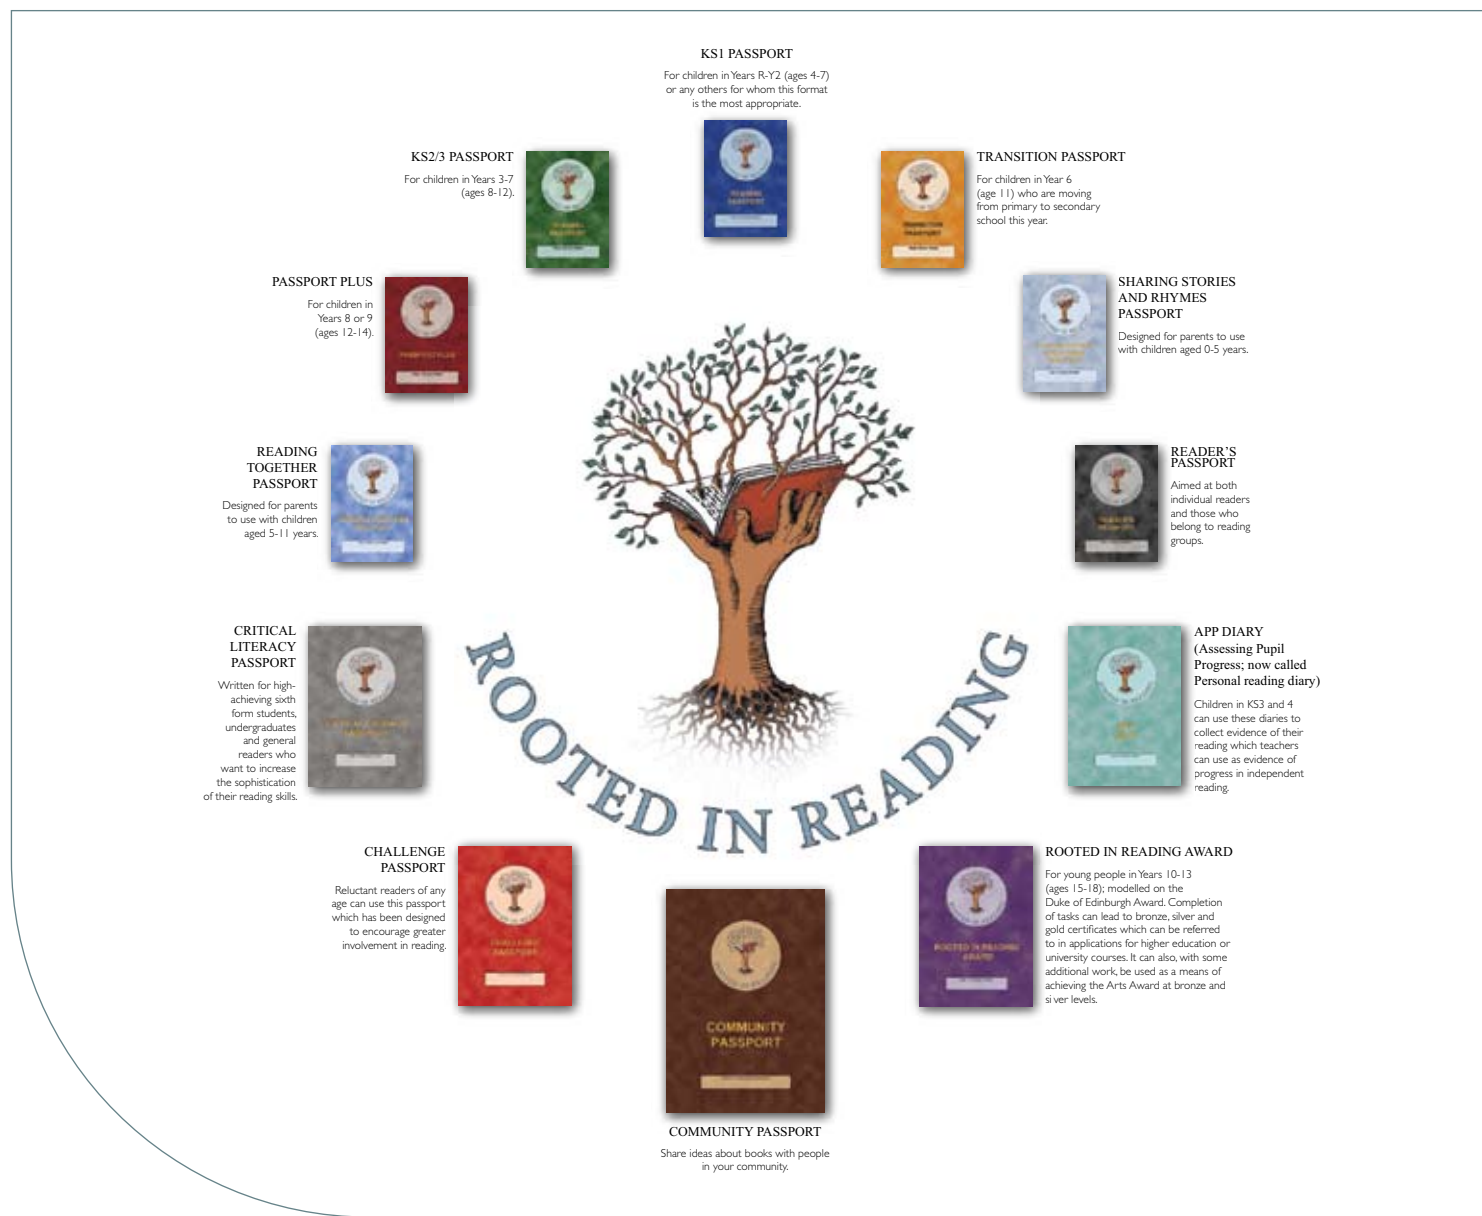 KS1 PASSPORT
For children in Years R-Y2 (ages 4-7)
or any others for whom this format
is the most appropriate.
KS2/3 PASSPORT
For children in Years 3-7
(ages 8-12).
TRANSITION PASSPORT
For children in Year 6
(age 11) who are moving
from primary to secondary
school this year.
PASSPORT PLUS
For children in
Years 8 or 9
(ages 12-14).
SHARING STORIES
AND RHYMES
PASSPORT
Designed for parents to use
with children aged 0-5 years.
READING
TOGETHER
PASSPORT
Designed for parents
to use with children
aged 5-11 years.
READER'S
PASSPORT
Aimed at both
individual readers
and those who
belong to reading
groups.
CRITICAL
LITERACY
PASSPORT
Written for high-
achieving sixth
form students,
undergraduates
and general
readers who
want to increase
the sophistication
of their reading skills.
APP DIARY
(Assessing Pupil
Progress; now called
Personal reading diary)
Children in KS3 and 4
can use these diaries to
collect evidence of their
reading which teachers
can use as evidence of
progress in independent
reading.
ROOTED IN READING
CHALLENGE
PASSPORT
Reluctant readers of any
age can use this passport
which has been designed
to encourage greater
involvement in reading.
CHALLENGE
PASSPORT
ROOTED IN READING AWARD
For young people in Years 10-13
(ages 15-18); modelled on the
Duke of Edinburgh Award. Completion
of tasks can lead to bronze, silver and
gold certificates which can be referred
to in applications for higher education or
university courses. It can also, with some
additional work, be used as a means of
achieving the Arts Award at bronze and
si ver levels.
ROOTED IN READING
AWARD
COMMUNITY
PASSPORT
COMMUNITY PASSPORT
Share ideas about books with people
in your community.